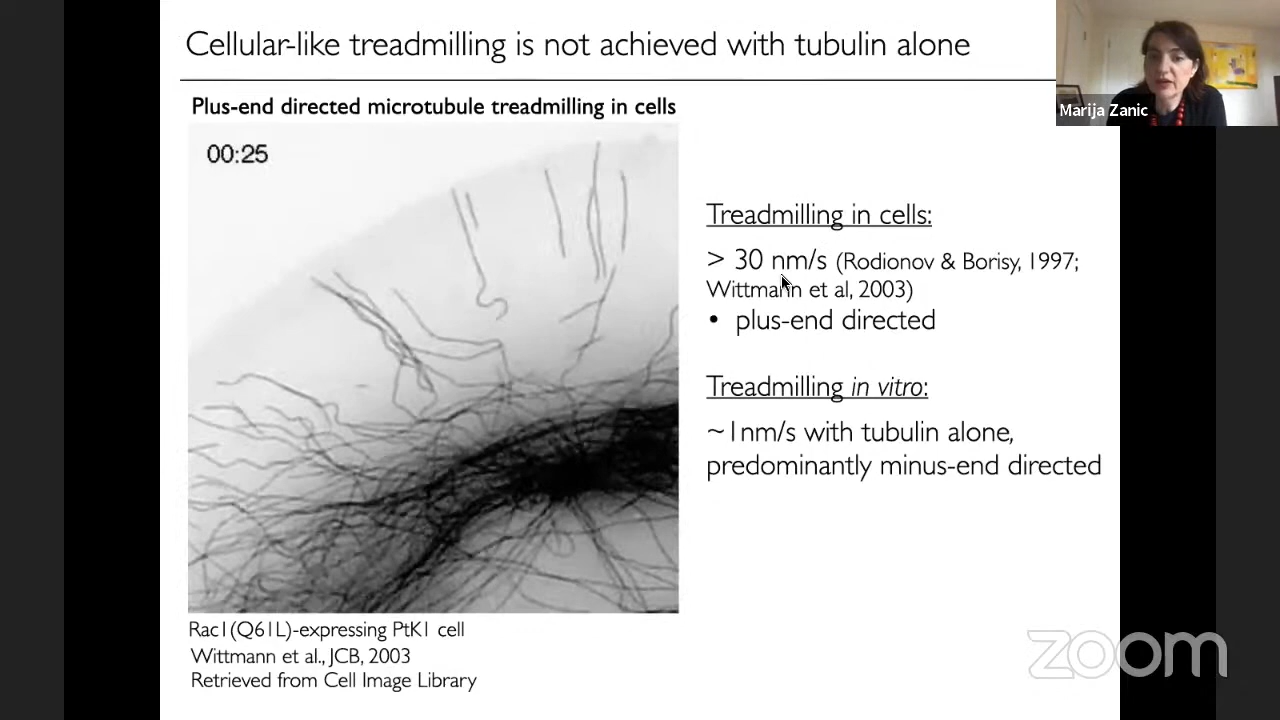 Cellular-like treadmilling is not achieved with tubulin alone
Marija Zanic
Plus-end directed microtubule treadmilling in cells
00:25
Treadmilling in cells:
> 30 nm/s (Rodionov & Borisy, 1997;
Wittmann et al, 2003)
• plus-end directed
Treadmilling in vitro:
~1nm/s with tubulin alone,
predominantly minus-end directed
Rac1(Q61L)-expressing PtK1 cell
Wittmann et al., JCB, 2003
Retrieved from Cell Image Library
zoom